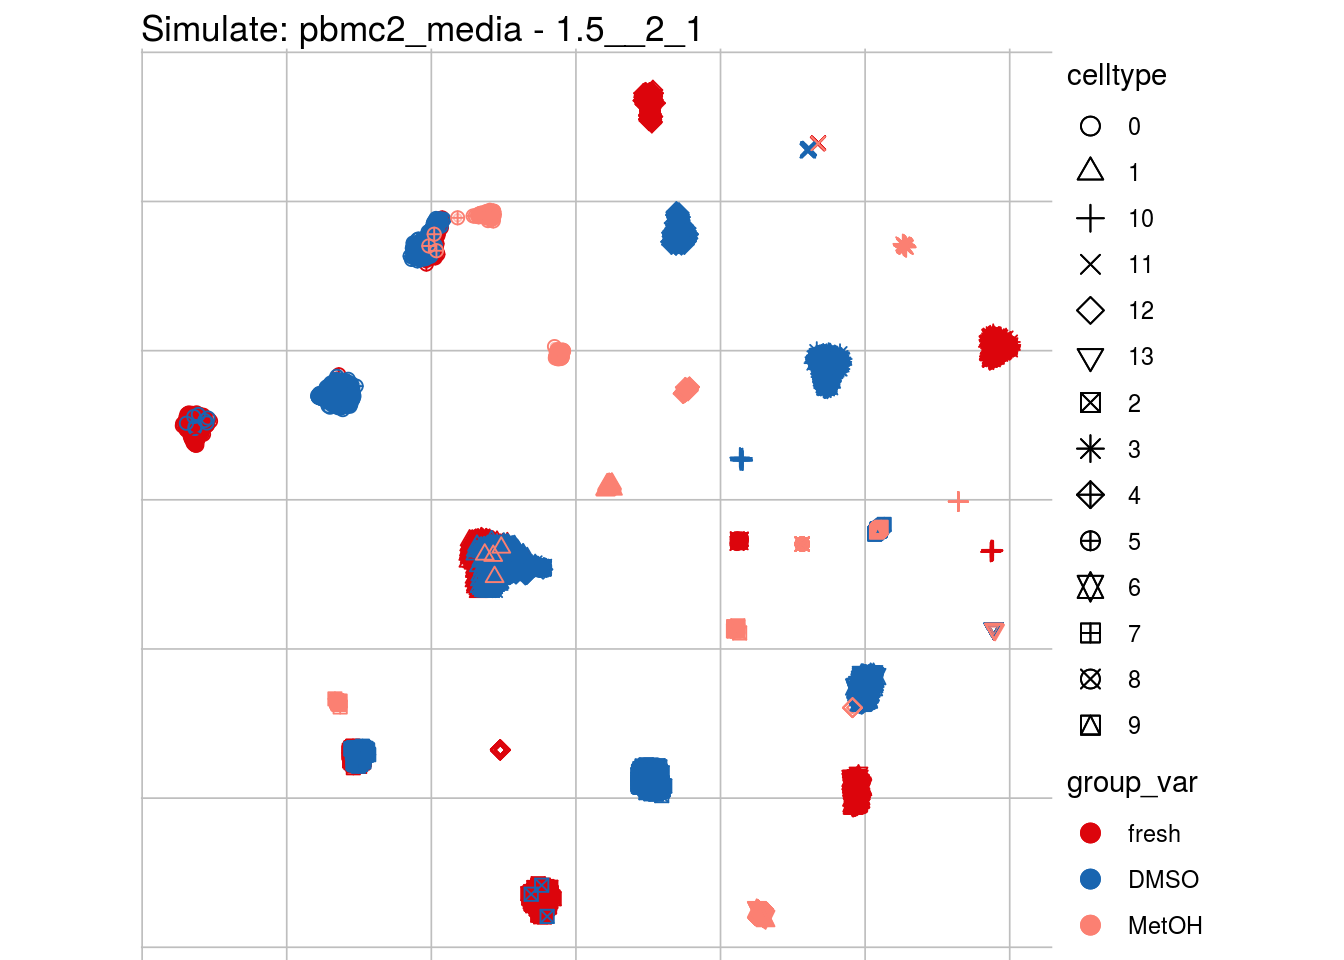 Simulate: pbmc2_media - 1.5__2_1
celltype
0
1
10
11
12
13
2
3
4
5
6
7
8
9
group_var
fresh
DMSO
MetOH